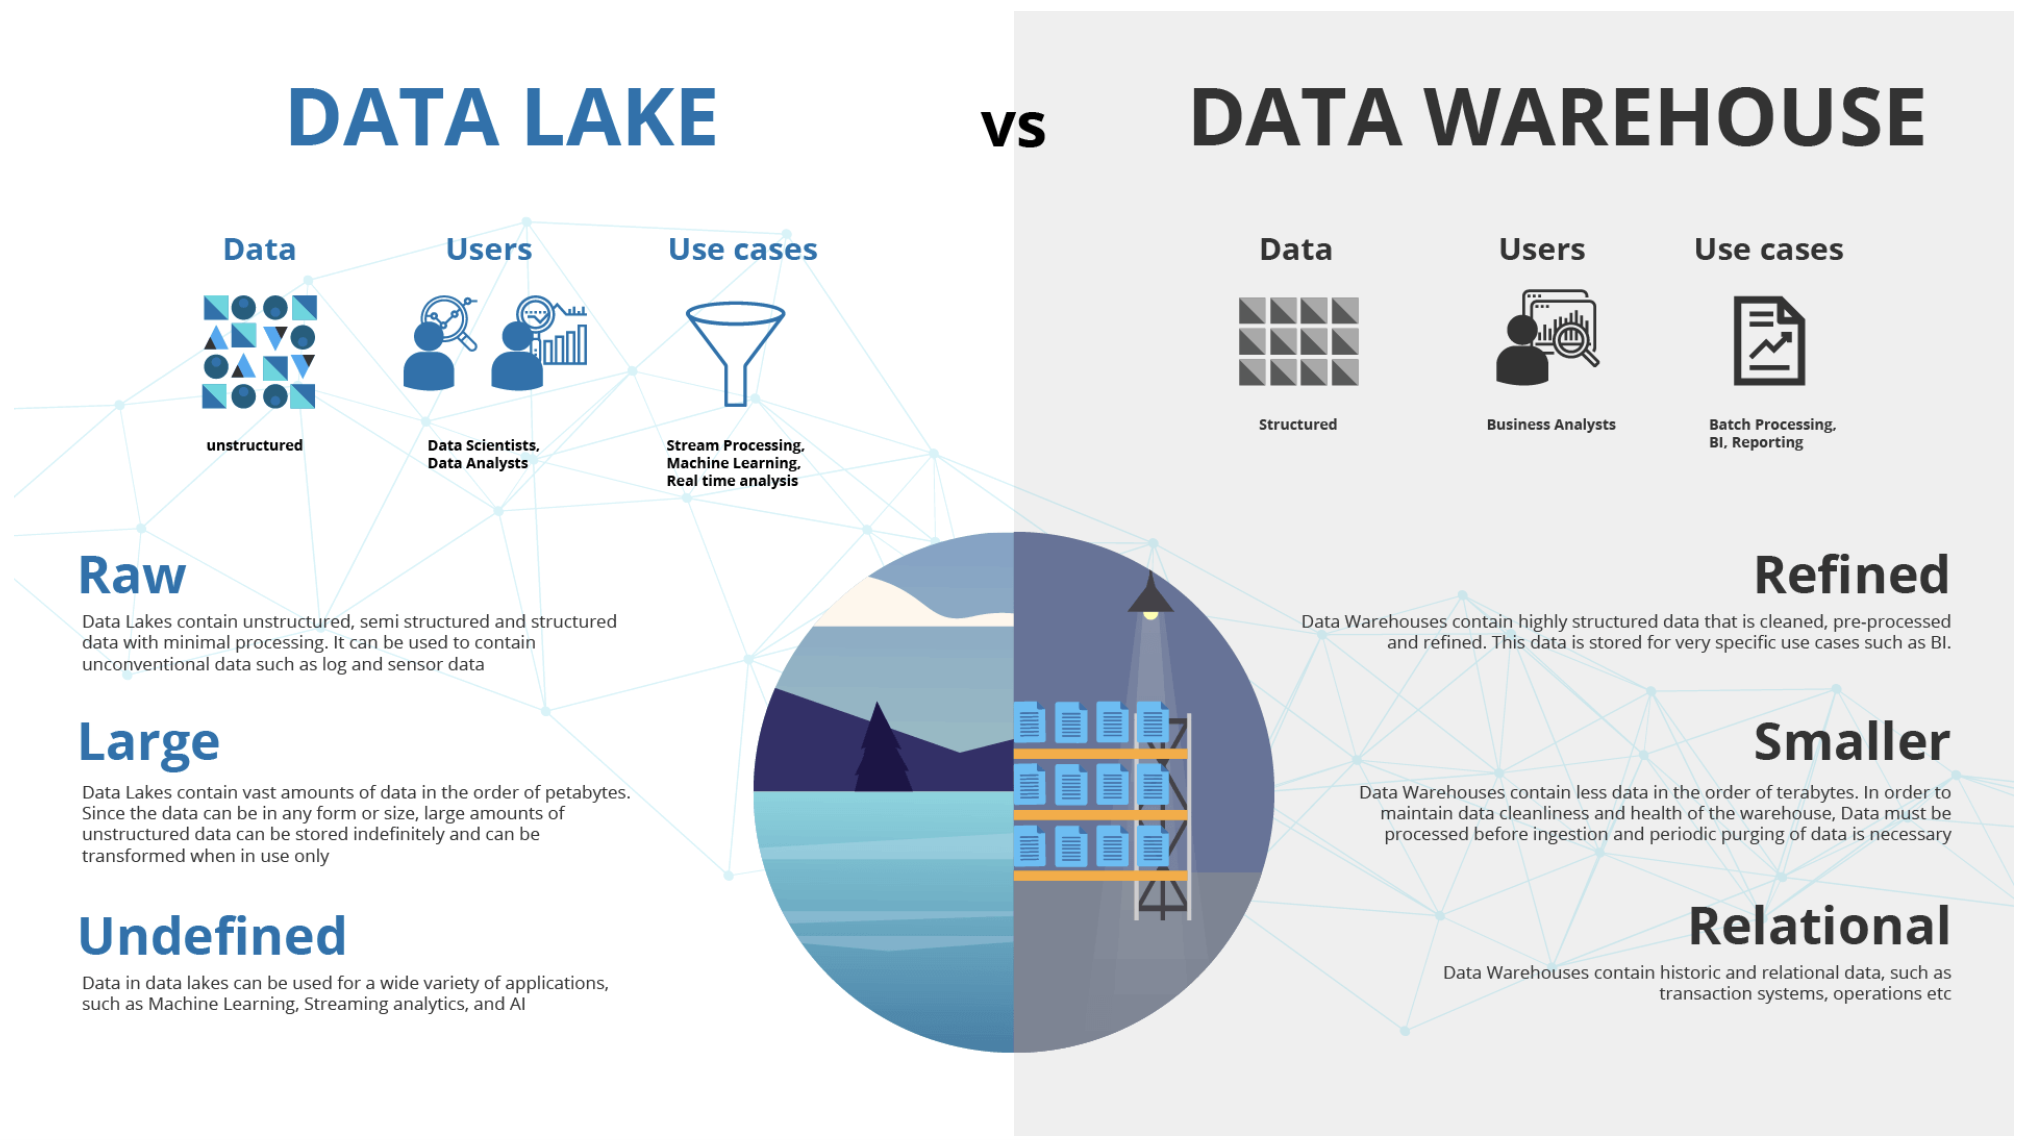 DATA LAKE
vs
DATA WAREHOUSE
Data
Users
Use cases
unstructured
Data Scientists,
Data Analysts
Stream Processing,
Machine Learning,
Real time analysis
Raw
Data Lakes contain unstructured, semi structured and structured
data with minimal processing. It can be used to contain
unconventional data such as log and sensor data
Large
Data Lakes contain vast amounts of data in the order of petabytes.
Since the data can be in any form or size, large amounts of
unstructured data can be stored indefinitely and can be
transformed when in use only
Undefined
Data in data lakes can be used for a wide variety of applications,
such as Machine Learning, Streaming analytics, and AI
Data
Users
Use cases
Structured
Business Analysts
Batch Processing,
BI, Reporting
Refined
Data Warehouses contain highly structured data that is cleaned, pre-processed
and refined. This data is stored for very specific use cases such as BI.
Smaller
Data Warehouses contain less data in the order of terabytes. In order to
maintain data cleanliness and health of the warehouse, Data must be
processed before ingestion and periodic purging of data is necessary
Relational
Data Warehouses contain historic and relational data, such as
transaction systems, operations etc